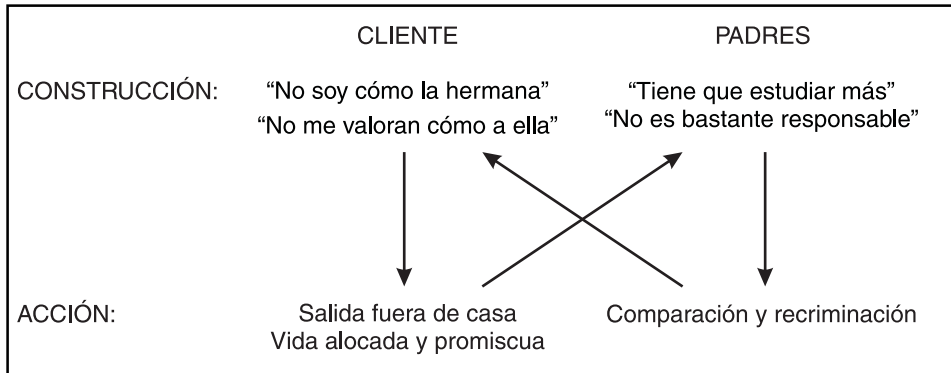 CLIENTE PADRES
CONSTRUCCIÓN: “No soy cómo la hermana” “Tiene que estudiar más”
“No me valoran cómo a ella” “No es bastante responsable”
ACCIÓN: Salida fuera de casa Comparación y recriminación
Vida alocada y promiscua